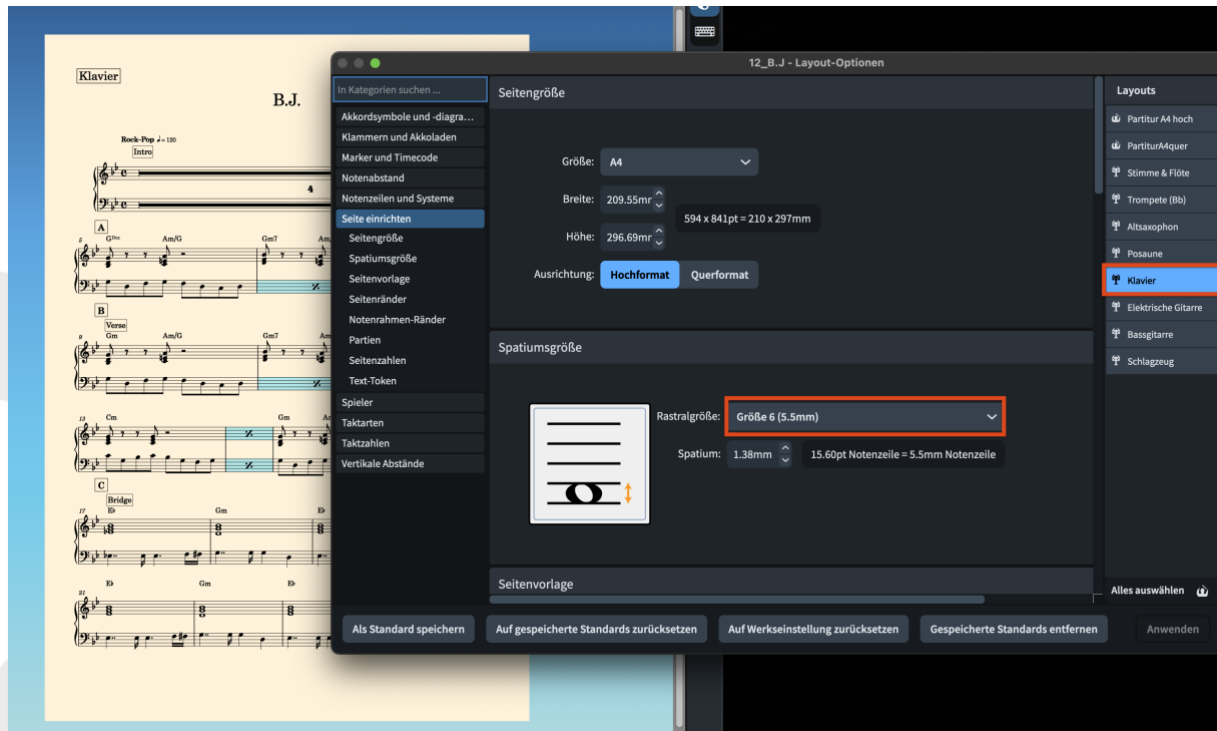 Klavier
B.J.
Rock-Pop ♩= 130
Intro
4
A
5 G Am/G Gm7 Am
B
Verse
9 Gm Am/G Gm7 Am
13 Cm Gm
C
Bridge
17 E♭ Gm E♭
21 E♭ Gm E♭
12_B.J - Layout-Optionen
In Kategorien suchen ...
Akkordsymbole und -diagra...
Klammern und Akkoladen
Marker und Timecode
Notenabstand
Notenzeilen und Systeme
Seite einrichten
Seitengröße
Spatiumsgröße
Seitenvorlage
Seitenränder
Notenrahmen-Ränder
Partien
Seitenzahlen
Text-Token
Spieler
Taktarten
Taktzahlen
Vertikale Abstände
Seitengröße
Größe: A4
Breite: 209.55mr
594 x 841pt = 210 x 297mm
Höhe: 296.69mr
Ausrichtung: Hochformat Querformat
Spatiumsgröße
Rastralgröße: Größe 6 (5.5mm)
Spatium: 1.38mm 15.60pt Notenzeile = 5.5mm Notenzeile
Seitenvorlage
Layouts
Partitur A4 hoch
PartiturA4quer
Stimme & Flöte
Trompete (Bb)
Altsaxophon
Posaune
Klavier
Elektrische Gitarre
Bassgitarre
Schlagzeug
Alles auswählen
Als Standard speichern Auf gespeicherte Standards zurücksetzen Auf Werkseinstellung zurücksetzen Gespeicherte Standards entfernen Anwenden